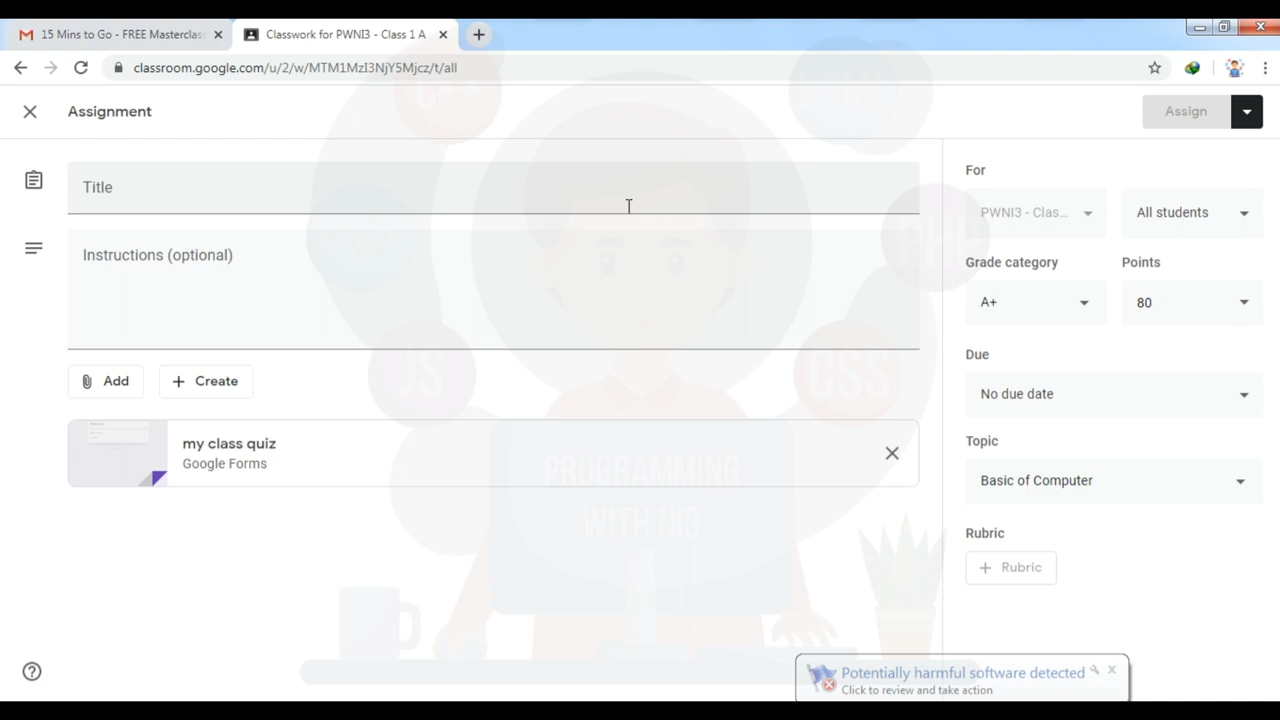 15 Mins to Go - FREE Masterclas
Classwork for PWNI3 - Class 1 A
classroom.google.com/u/2/w/MTM1MzI3NjY5Mjcz/t/all
Assignment
Assign
Title
Instructions (optional)
Add
Create
my class quiz
Google Forms
For
PWNI3 - Clas...
All students
Grade category
Points
A+
80
Due
No due date
Topic
Basic of Computer
Rubric
Rubric
C++
JS
PHP
CSS
PROGRAMMING
WITH NI3
Potentially harmful software detected
Click to review and take action